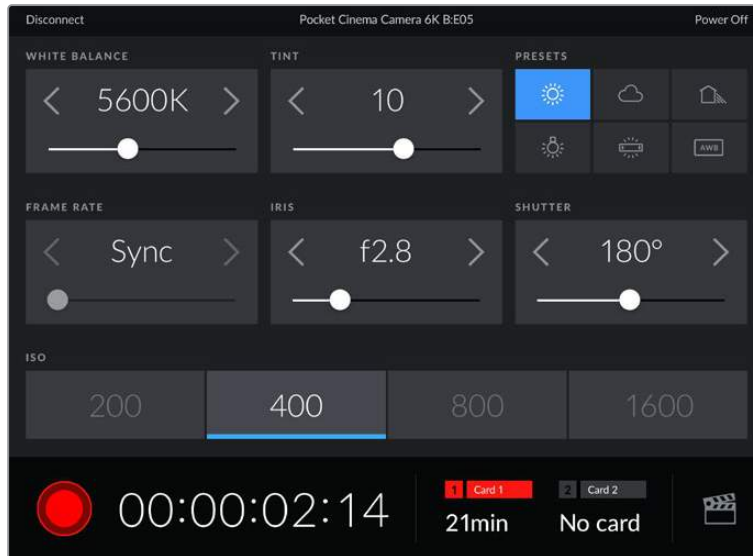 Disconnect Pocket Cinema Camera 6K B:E05 Power Off
WHITE BALANCE TINT PRESETS
5600K 10
AWB
FRAME RATE IRIS SHUTTER
Sync f2.8 180°
ISO
200 400 800 1600
00:00:02:14
1 Card 1 2 Card 2
21min No card